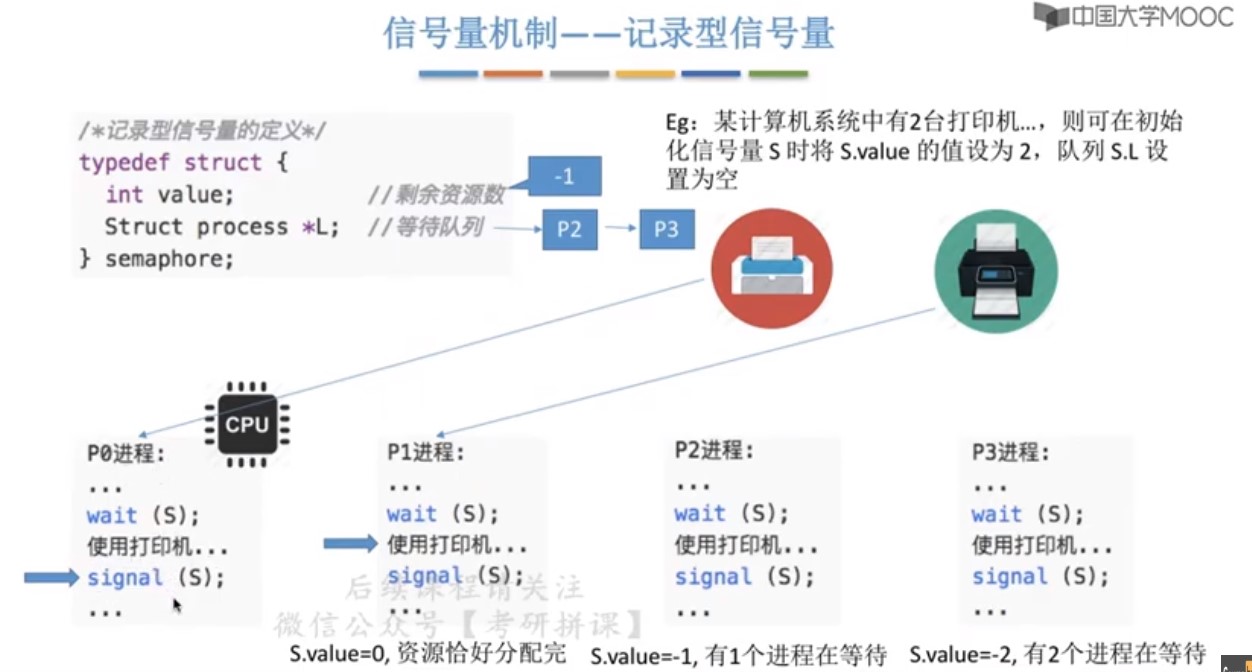 中国大学MOOC
信号量机制——记录型信号量
/*记录型信号量的定义*/
typedef struct {
int value; //剩余资源数
Struct process *L; //等待队列
} semaphore;
-1
P2
P3
Eg：某计算机系统中有2台打印机...，则可在初始
化信号量 S 时将 S.value 的值设为 2，队列 S.L 设
置为空
CPU
P0进程:
...
wait (S);
使用打印机...
signal (S);
...
P1进程:
...
wait (S);
使用打印机...
signal (S);
...
P2进程:
...
wait (S);
使用打印机...
signal (S);
...
P3进程:
...
wait (S);
使用打印机...
signal (S);
...
后续课程请关注
微信公众号【考研拼课】
S.value=0, 资源恰好分配完
S.value=-1, 有1个进程在等待
S.value=-2, 有2个进程在等待